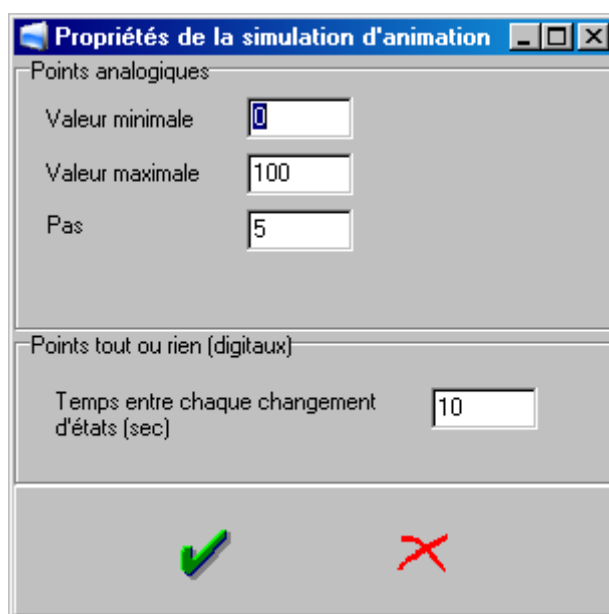 Propriétés de la simulation d'animation
Points analogiques
Valeur minimale 0
Valeur maximale 100
Pas 5
Points tout ou rien (digitaux)
Temps entre chaque changement 10
d'états (sec)